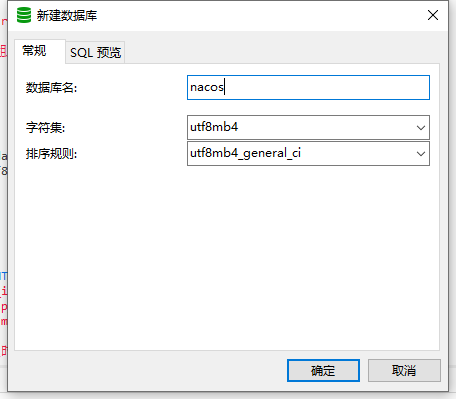 新建数据库
常规
SQL 预览
数据库名:
nacos
字符集:
utf8mb4
排序规则:
utf8mb4_general_ci
确定
取消